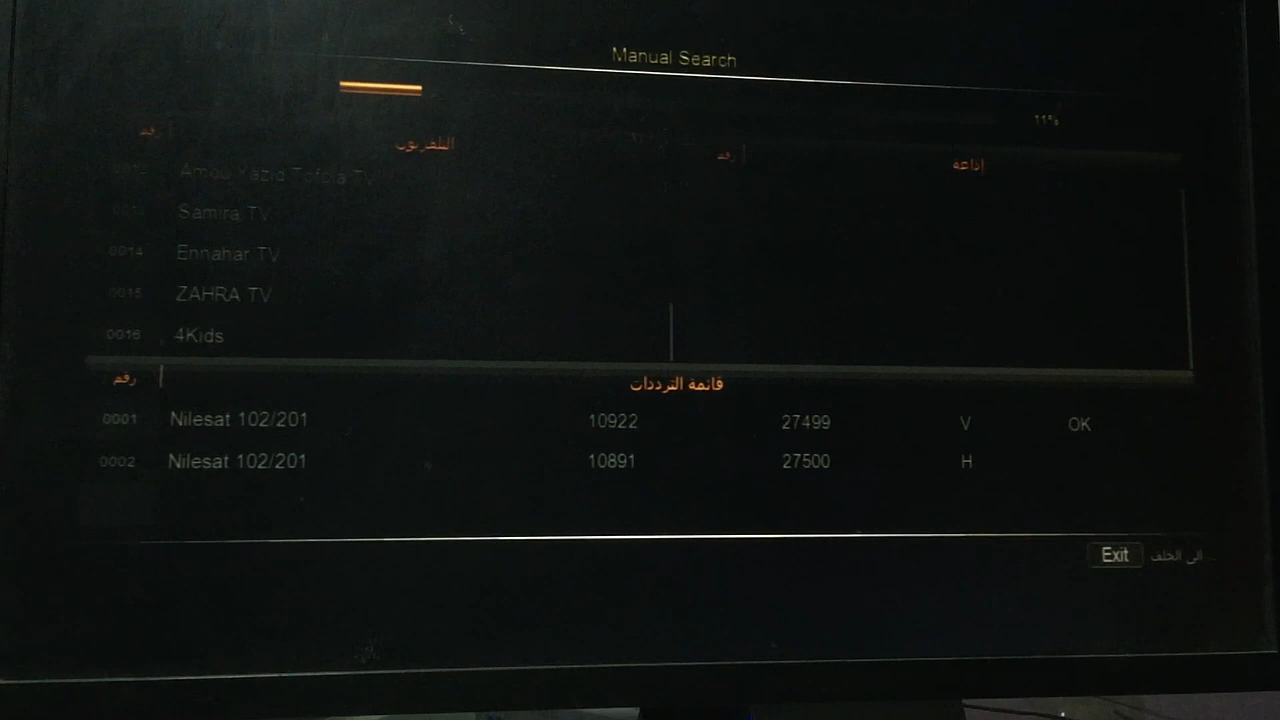 Manual Search
11%
رقم التلفزيون رقم إذاعة
Amou Yazid Tofola TV
Samira TV
0014 Ennahar TV
0015 ZAHRA TV
0016 4Kids
رقم قائمة الترددات
0001 Nilesat 102/201 10922 27499 V OK
0002 Nilesat 102/201 10891 27500 H
Exit الى الخلف